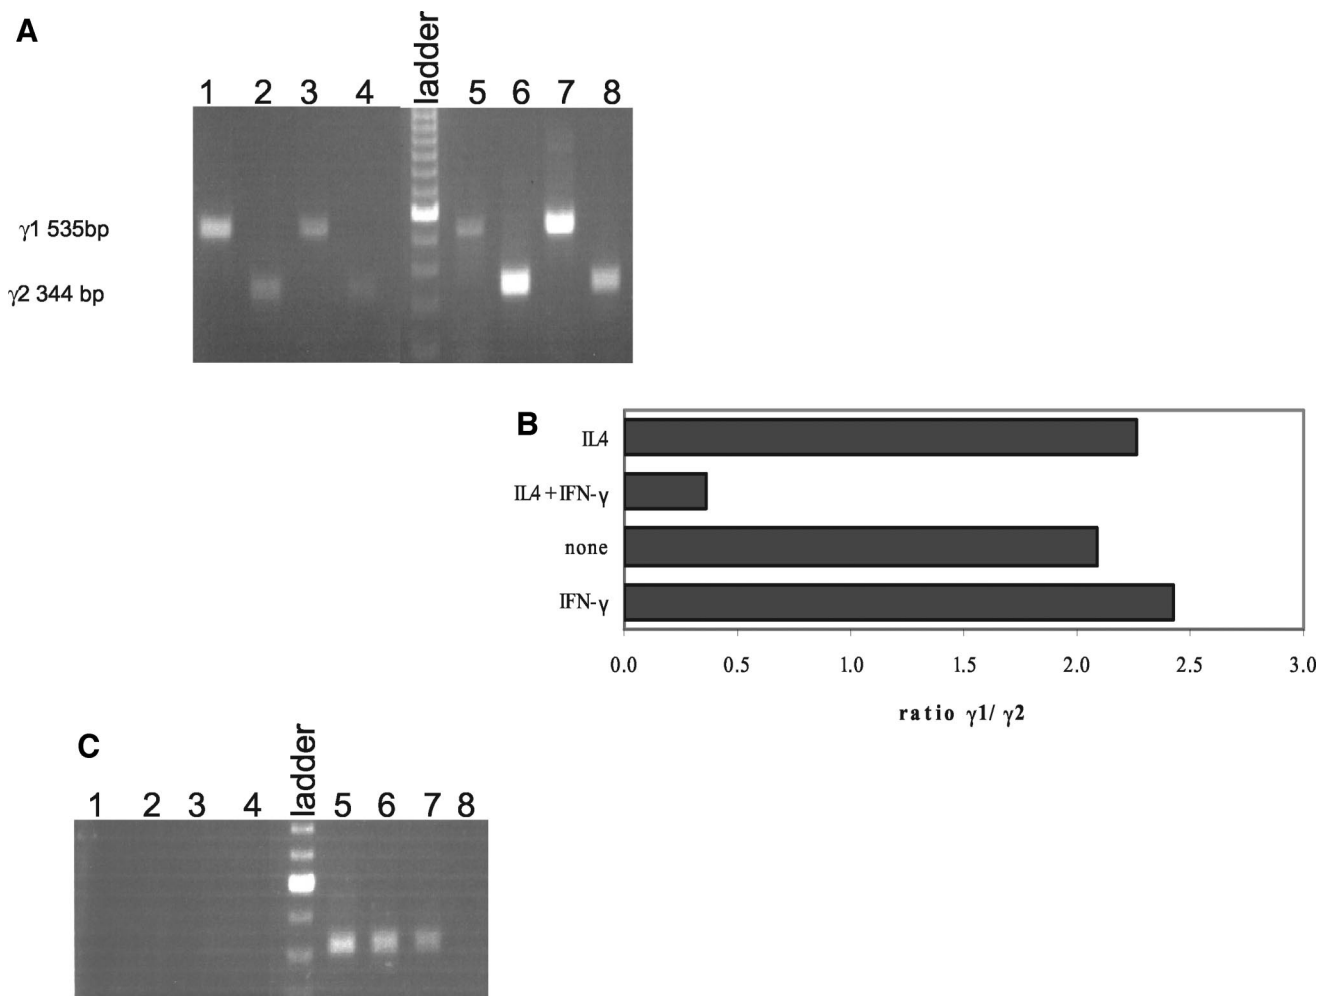 A
1 2 3 4 ladder 5 6 7 8
γ1 535bp
γ2 344 bp
B
IL4
IL4 + IFN-γ
none
IFN-γ
0.0 0.5 1.0 1.5 2.0 2.5 3.0
ratio γ1/ γ2
C
1 2 3 4 ladder 5 6 7 8